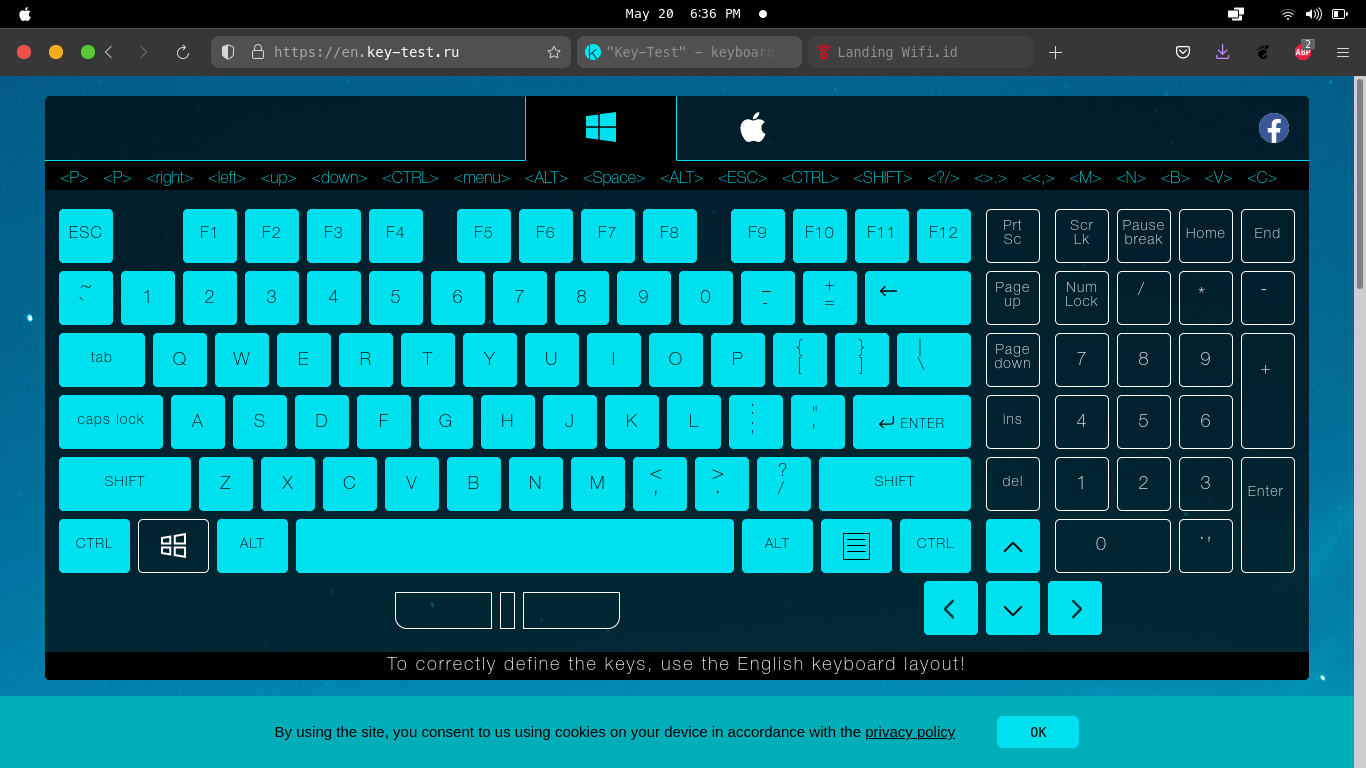 May 20  6:36 PM
https://en.key-test.ru
"Key-Test" – keyboard
Landing Wifi.id
ABP
2
<P> <P> <right> <left> <up> <down> <CTRL> <menu> <ALT> <Space> <ALT> <ESC> <CTRL> <SHIFT> <?/> <>.> <<,> <M> <N> <B> <V> <C>
ESC F1 F2 F3 F4 F5 F6 F7 F8 F9 F10 F11 F12 Prt Sc Scr Lk Pause break Home End
~ ` 1 2 3 4 5 6 7 8 9 0 _ - + = ← Page up Num Lock / * -
tab Q W E R T Y U I O P { [ } ] | \ Page down 7 8 9 +
caps lock A S D F G H J K L : ; " ' ENTER ins 4 5 6
SHIFT Z X C V B N M < , > . ? / SHIFT del 1 2 3 Enter
CTRL ALT ALT CTRL 0 .,
To correctly define the keys, use the English keyboard layout!
By using the site, you consent to us using cookies on your device in accordance with the privacy policy
OK